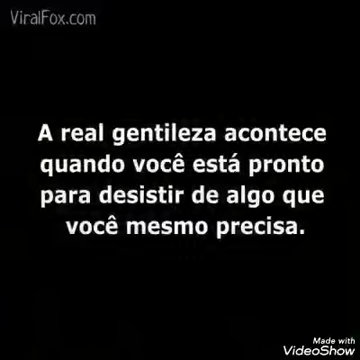 ViralFox.com
A real gentileza acontece
quando você está pronto
para desistir de algo que
você mesmo precisa.
Made with
VideoShow